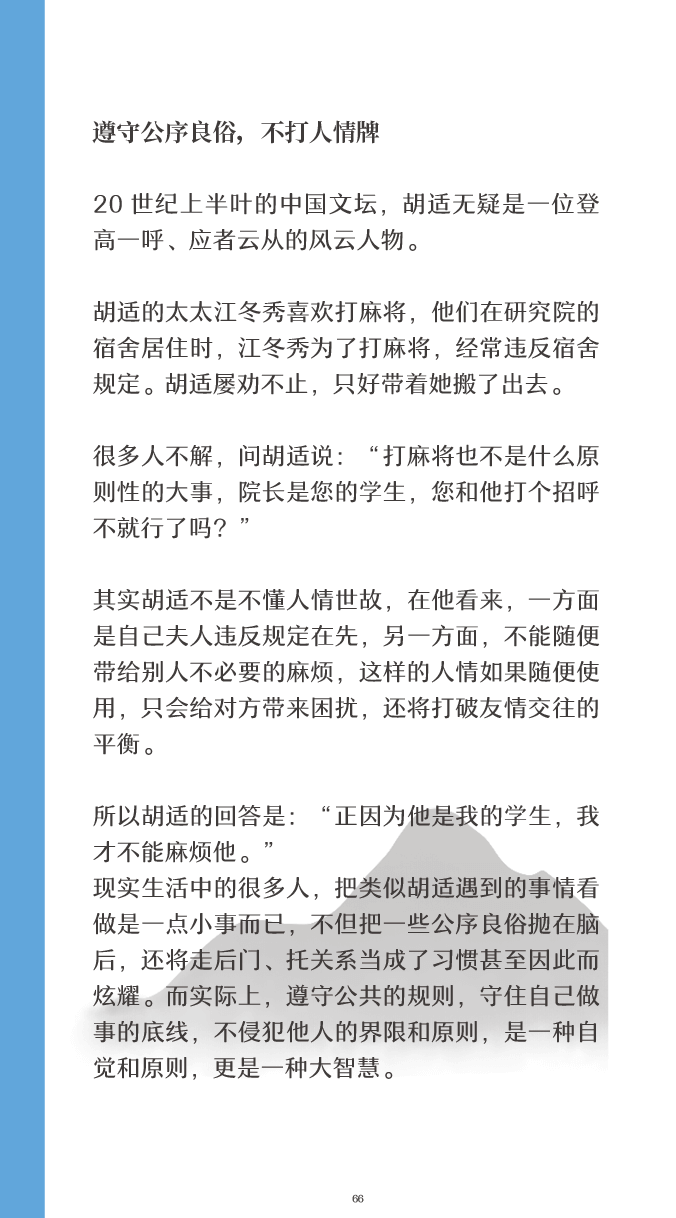 遵守公序良俗，不打人情牌
20 世纪上半叶的中国文坛，胡适无疑是一位登
高一呼、应者云从的风云人物。
胡适的太太江冬秀喜欢打麻将，他们在研究院的
宿舍居住时，江冬秀为了打麻将，经常违反宿舍
规定。胡适屡劝不止，只好带着她搬了出去。
很多人不解，问胡适说：“打麻将也不是什么原
则性的大事，院长是您的学生，您和他打个招呼
不就行了吗？”
其实胡适不是不懂人情世故，在他看来，一方面
是自己夫人违反规定在先，另一方面，不能随便
带给别人不必要的麻烦，这样的人情如果随便使
用，只会给对方带来困扰，还将打破友情交往的
平衡。
所以胡适的回答是：“正因为他是我的学生，我
才不能麻烦他。”
现实生活中的很多人，把类似胡适遇到的事情看
做是一点小事而已，不但把一些公序良俗抛在脑
后，还将走后门、托关系当成了习惯甚至因此而
炫耀。而实际上，遵守公共的规则，守住自己做
事的底线，不侵犯他人的界限和原则，是一种自
觉和原则，更是一种大智慧。
66